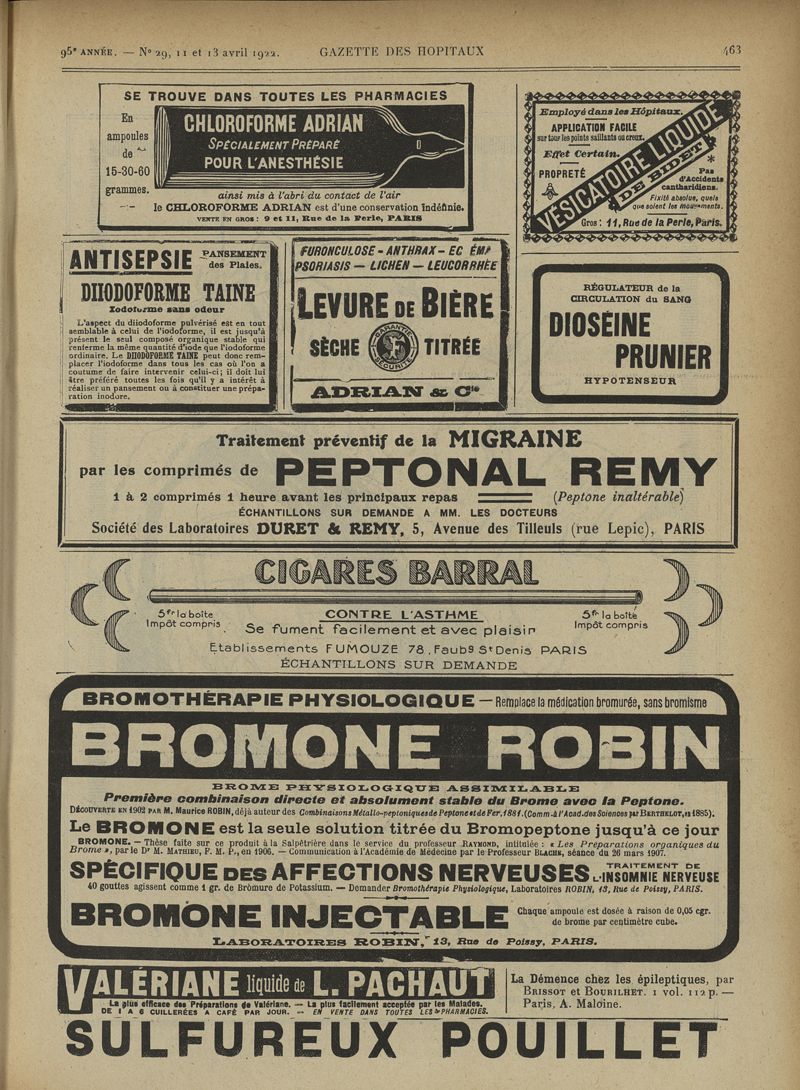 95e ANNÉE. — No 29, 11 et 13 avril 1922.
GAZETTE DES HOPITAUX
463
SE TROUVE DANS TOUTES LES PHARMACIES
En
ampoules
de
15-30-60
grammes.
CHLOROFORME ADRIAN
SPÉCIALEMENT PRÉPARÉ
POUR L'ANESTHÉSIE
ainsi mis à l'abri du contact de l'air
le CHLOROFORME ADRIAN est d'une conservation Indéfinie.
VENTE EN GROS : 9 et 11, Rue de la Perle, PARIS
Employé dans les Hôpitaux.
APPLICATION FACILE
sur tous les points saillants ou creux.
Effet Certain.
PROPRETÉ
VÉSICATOIRE LIQUIDE
DE BIDET
Pas
d'Accidents
cantharidiens.
Fixité absolue, quels
que soient les mouvements.
Gros : 11, Rue de la Perle, Paris.
ANTISEPSIE PANSEMENT
des Plaies.
DIIODOFORME TAINE
Iodoforme sans odeur
L'aspect du diiodoforme pulvérisé est en tout
semblable à celui de l'iodoforme, il est jusqu'à
présent le seul composé organique stable qui
renferme la même quantité d'iode que l'iodoforme
ordinaire. Le DIIODOFORME TAINE peut donc rem-
placer l'iodoforme dans tous les cas où l'on a
coutume de faire intervenir celui-ci; il doit lui
être préféré toutes les fois qu'il y a intérêt à
réaliser un pansement ou à constituer une prépa-
ration inodore.
FURONCULOSE - ANTHRAX - EC ÉMA
PSORIASIS — LICHEN — LEUCORRHÉE
LEVURE DE BIÈRE
SÈCHE
GARANTIE
SÉCURITÉ
TITRÉE
ADRIAN & Cie
RÉGULATEUR de la
CIRCULATION du SANG
DIOSÉINE
PRUNIER
HYPOTENSEUR
Traitement préventif de la MIGRAINE
par les comprimés de PEPTONAL REMY
1 à 2 comprimés 1 heure avant les principaux repas (Peptone inaltérable)
ÉCHANTILLONS SUR DEMANDE A MM. LES DOCTEURS
Société des Laboratoires DURET & REMY, 5, Avenue des Tilleuls (rue Lepic), PARIS
CIGARES BARRAL
5fr la boîte
Impôt compris
CONTRE L'ASTHME
Se fument facilement et avec plaisir
5fr la boîte
Impôt compris
Etablissements FUMOUZE 78, Faubg St Denis PARIS
ÉCHANTILLONS SUR DEMANDE
BROMOTHÉRAPIE PHYSIOLOGIQUE — Remplace la médication bromurée, sans bromisme
BROMONE ROBIN
BROME PHYSIOLOGIQUE ASSIMILABLE
Première combinaison directe et absolument stable du Brome avec la Peptone.
DÉCOUVERTE EN 1902 PAR M. Maurice ROBIN, déjà auteur des Combinaisons Métallo-peptoniques de Peptone et de Fer, 1881. (Comm. à l'Acad. des Sciences par BERTHELOT, en 1885).
Le BROMONE est la seule solution titrée du Bromopeptone jusqu'à ce jour
BROMONE. — Thèse faite sur ce produit à la Salpêtrière dans le service du professeur RAYMOND, intitulée : « Les Préparations organiques du
Brome », par le Dr M. MATHIEU, F. M. P., en 1906. — Communication à l'Académie de Médecine par le Professeur BLACHE, séance du 26 mars 1907.
SPÉCIFIQUE DES AFFECTIONS NERVEUSES TRAITEMENT DE
L'INSOMNIE NERVEUSE
40 gouttes agissent comme 1 gr. de Bromure de Potassium. — Demander Bromothérapie Physiologique, Laboratoires ROBIN, 13, Rue de Poissy, PARIS.
BROMONE INJECTABLE Chaque ampoule est dosée à raison de 0,05 cgr.
de brome par centimètre cube.
LABORATOIRES ROBIN, 13, Rue de Poissy, PARIS.
VALÉRIANE liquide de L. PACHAUT
La plus efficace des Préparations de Valériane. — La plus facilement acceptée par les Malades.
DE 1 A 6 CUILLERÉES A CAFÉ PAR JOUR. — EN VENTE DANS TOUTES LES PHARMACIES.
La Démence chez les épileptiques, par
BRISSOT et BOURILHET. 1 vol. 112 p. —
Paris, A. Maloine.
SULFUREUX POUILLET